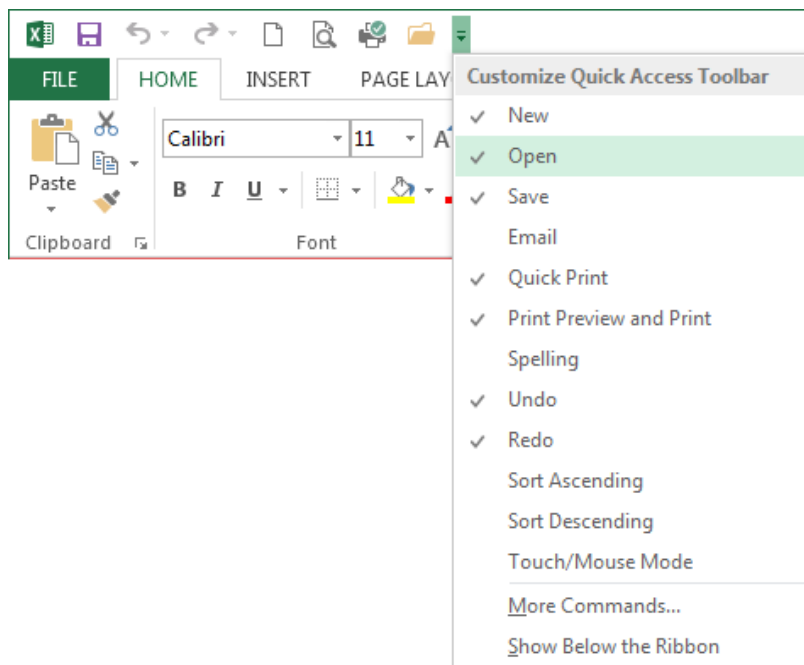 FILE HOME INSERT PAGE LAY
Calibri 11 A
Paste B I U
Clipboard Font
Customize Quick Access Toolbar
New
Open
Save
Email
Quick Print
Print Preview and Print
Spelling
Undo
Redo
Sort Ascending
Sort Descending
Touch/Mouse Mode
More Commands...
Show Below the Ribbon